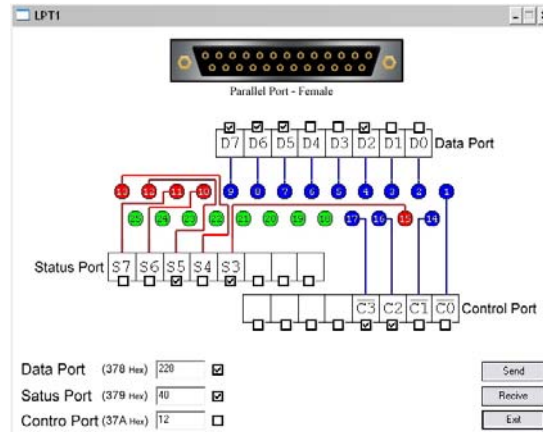 LPT1
Parallel Port - Female
D7 D6 D5 D4 D3 D2 D1 D0 Data Port
13 12 11 10 9 8 7 6 5 4 3 2 1
25 24 23 22 21 20 19 18 17 16 15 14
Status Port S7 S6 S5 S4 S3
C3 C2 C1 C0 Control Port
Data Port (378 Hex) 228
Send
Satus Port (379 Hex) 40
Recive
Contro Port (37A Hex) 12
Exit